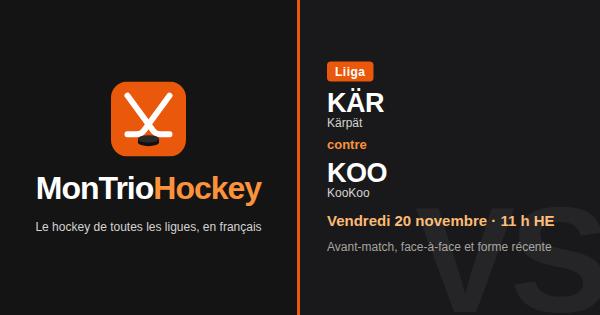 MonTrioHockey
Le hockey de toutes les ligues, en français
Liiga
KÄR
Kärpät
contre
KOO
KooKoo
Vendredi 20 novembre · 11 h HE
Avant-match, face-à-face et forme récente
VS